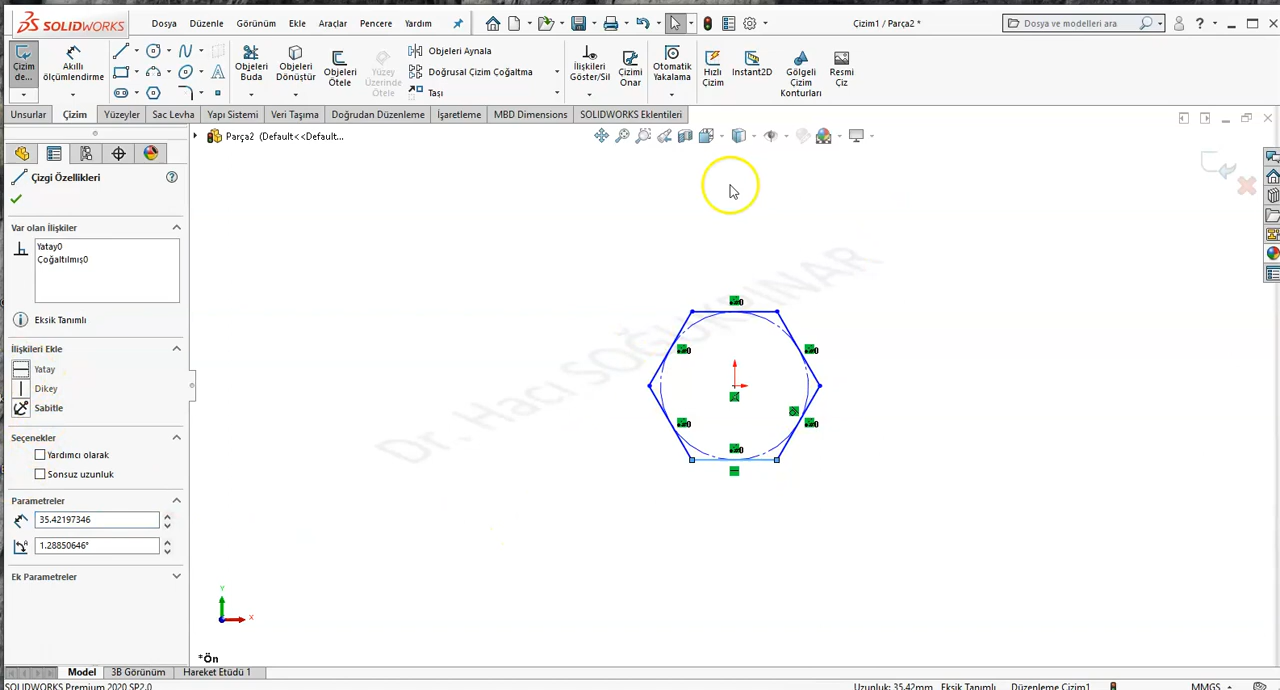 SOLIDWORKS Dosya Düzenle Görünüm Ekle Araçlar Pencere Yardım Çizim1 / Parça2 * Dosya ve modelleri ara
Çizim de... Akıllı ölçümlendirme Objeleri Buda Objeleri Dönüştür Objeleri Ötele Yüzey Üzerinde Ötele Objeleri Aynala Doğrusal Çizim Çoğaltma Taşı İlişkileri Göster/Sil Çizimi Onar Otomatik Yakalama Hızlı Çizim Instant2D Gölgeli Çizim Konturları Resmi Çiz
Unsurlar Çizim Yüzeyler Sac Levha Yapı Sistemi Veri Taşıma Doğrudan Düzenleme İşaretleme MBD Dimensions SOLIDWORKS Eklentileri
Parça2 (Default<<Default...
Çizgi Özellikleri
Var olan İlişkiler
Yatay0
Çoğaltılmış0
Eksik Tanımlı
İlişkileri Ekle
Yatay
Dikey
Sabitle
Seçenekler
Yardımcı olarak
Sonsuz uzunluk
Parametreler
35.42197346
1.28850646°
Ek Parametreler
Dr. Hacı SOĞUKPINAR
Y
X
*Ön
Model 3B Görünüm Hareket Etüdü 1
SOLIDWORKS Premium 2020 SP2.0 Uzunluk: 35.42mm Eksik Tanımlı Düzenleme Çizim1 MMGS